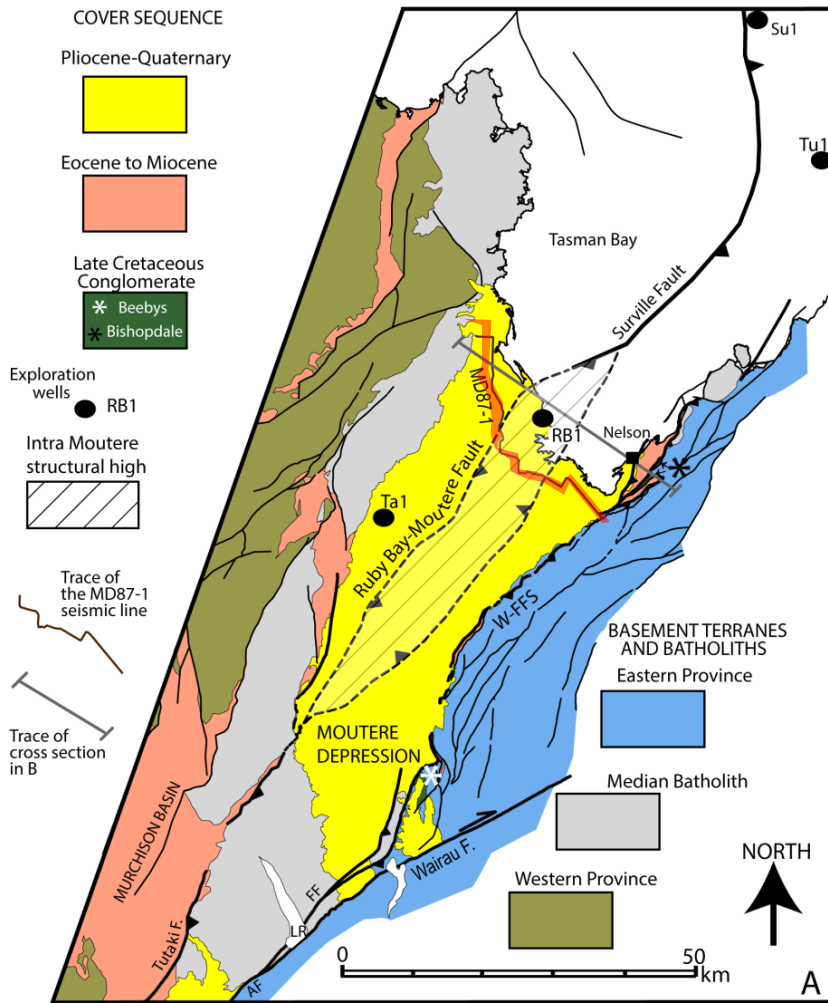 COVER SEQUENCE
Pliocene-Quaternary
Eocene to Miocene
Late Cretaceous
Conglomerate
Beebys
Bishopdale
Exploration
wells
RB1
Intra Moutere
structural high
Trace of
the MD87-1
seismic line
Trace of
cross section
in B
Su1
Tu1
Tasman Bay
Surville Fault
MD87-1
RB1
Nelson
Ta1
Ruby Bay-Moutere Fault
W-FFS
MOUTERE
DEPRESSION
MURCHISON BASIN
Tutaki F.
FF
LR
AF
Wairau F.
BASEMENT TERRANES
AND BATHOLITHS
Eastern Province
Median Batholith
Western Province
NORTH
0
50
km
A